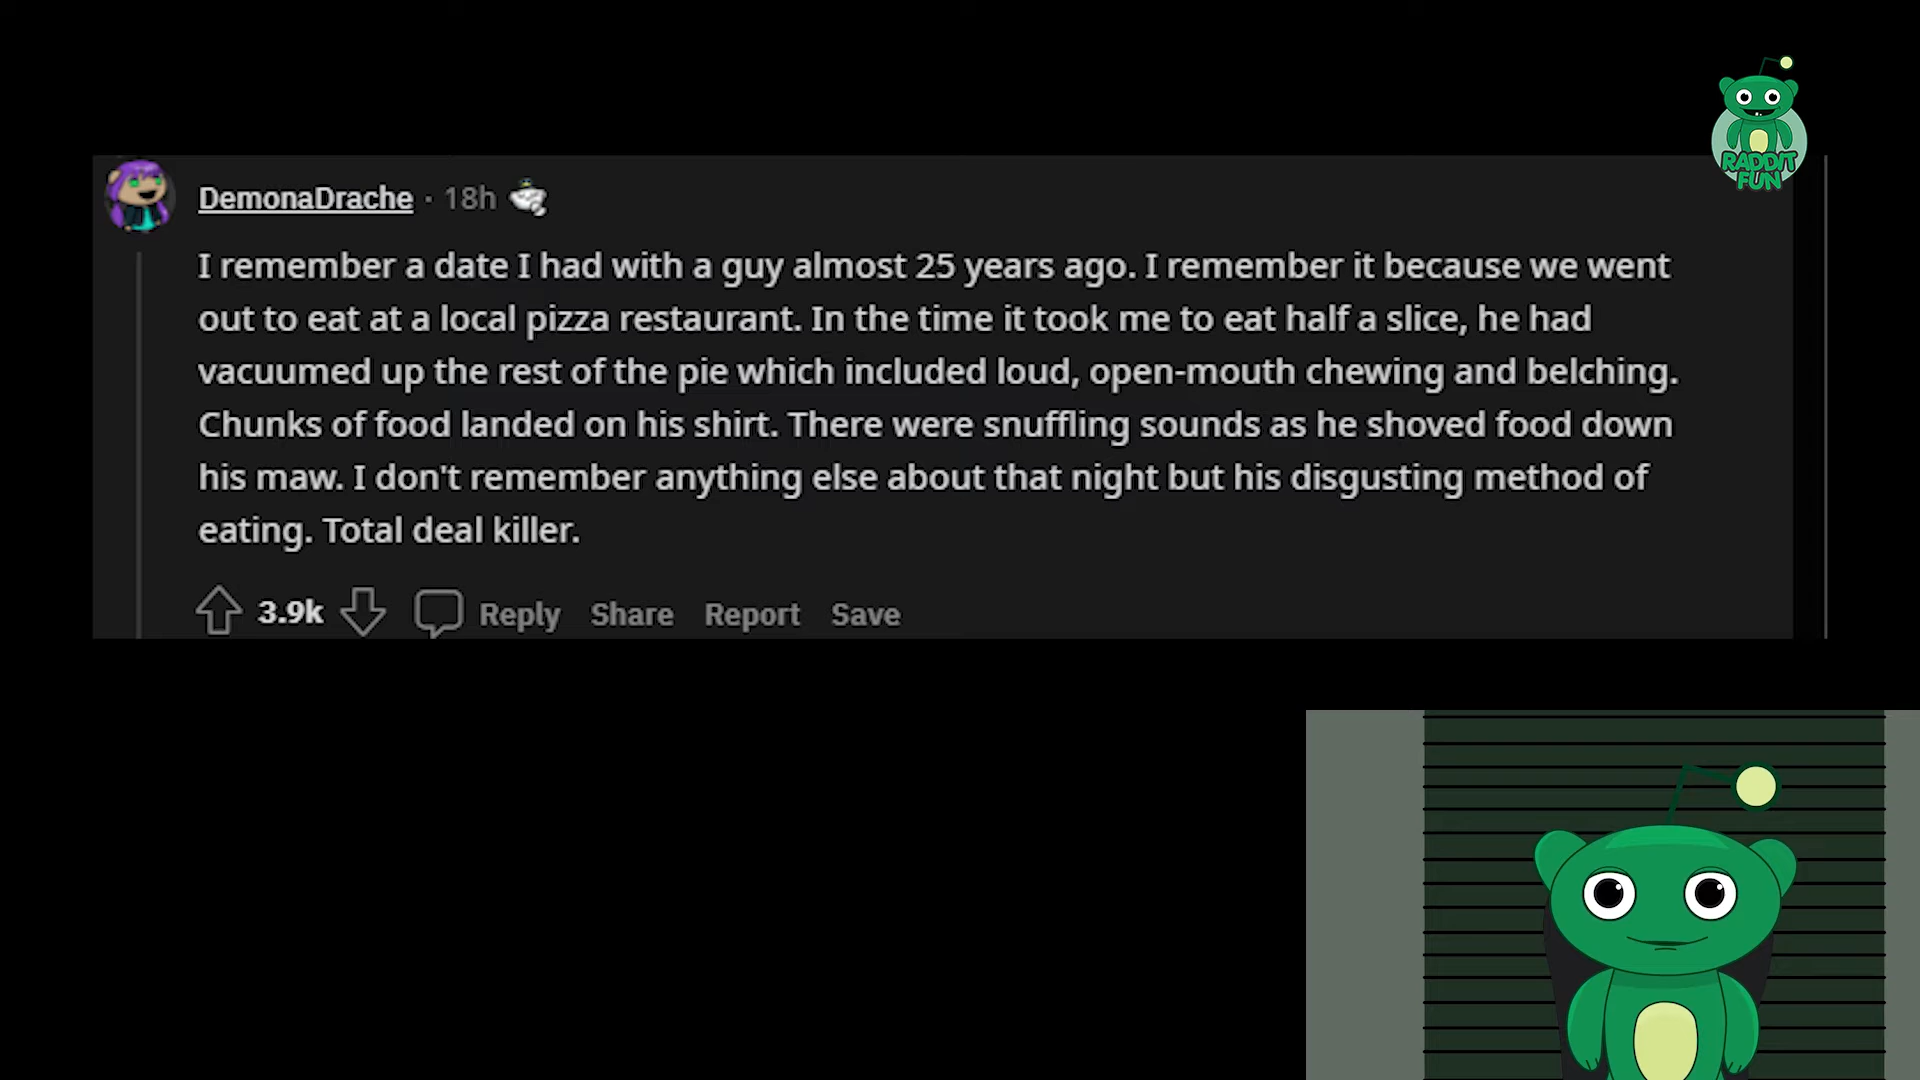 RADDIT
FUN
DemonaDrache · 18h
I remember a date I had with a guy almost 25 years ago. I remember it because we went
out to eat at a local pizza restaurant. In the time it took me to eat half a slice, he had
vacuumed up the rest of the pie which included loud, open-mouth chewing and belching.
Chunks of food landed on his shirt. There were snuffling sounds as he shoved food down
his maw. I don't remember anything else about that night but his disgusting method of
eating. Total deal killer.
3.9k Reply Share Report Save